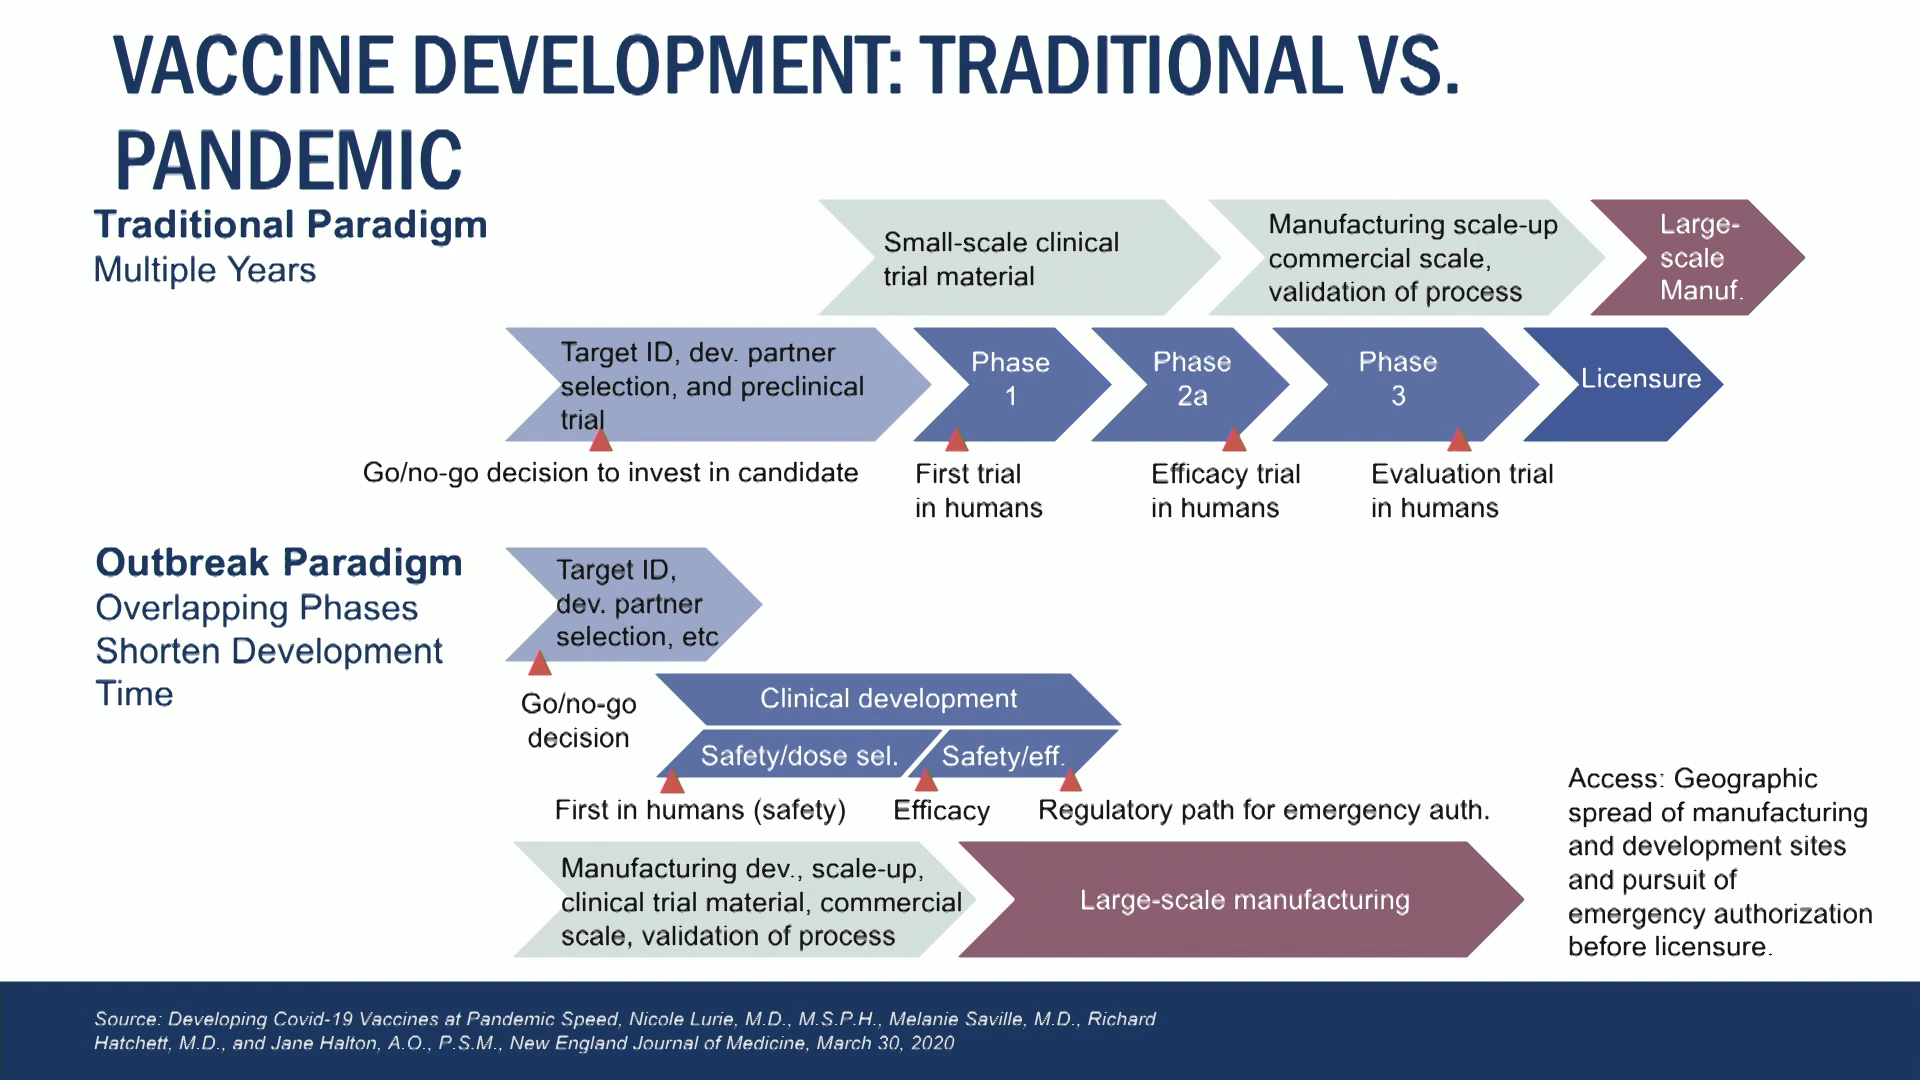 VACCINE DEVELOPMENT: TRADITIONAL VS.
PANDEMIC
Traditional Paradigm
Multiple Years
Small-scale clinical
trial material
Manufacturing scale-up
commercial scale,
validation of process
Large-
scale
Manuf.
Target ID, dev. partner
selection, and preclinical
trial
Phase
1
Phase
2a
Phase
3
Licensure
Go/no-go decision to invest in candidate
First trial
in humans
Efficacy trial
in humans
Evaluation trial
in humans
Outbreak Paradigm
Overlapping Phases
Shorten Development
Time
Target ID,
dev. partner
selection, etc
Go/no-go
decision
Clinical development
Safety/dose sel.
Safety/eff.
First in humans (safety)
Efficacy
Regulatory path for emergency auth.
Manufacturing dev., scale-up,
clinical trial material, commercial
scale, validation of process
Large-scale manufacturing
Access: Geographic
spread of manufacturing
and development sites
and pursuit of
emergency authorization
before licensure.
Source: Developing Covid-19 Vaccines at Pandemic Speed, Nicole Lurie, M.D., M.S.P.H., Melanie Saville, M.D., Richard
Hatchett, M.D., and Jane Halton, A.O., P.S.M., New England Journal of Medicine, March 30, 2020